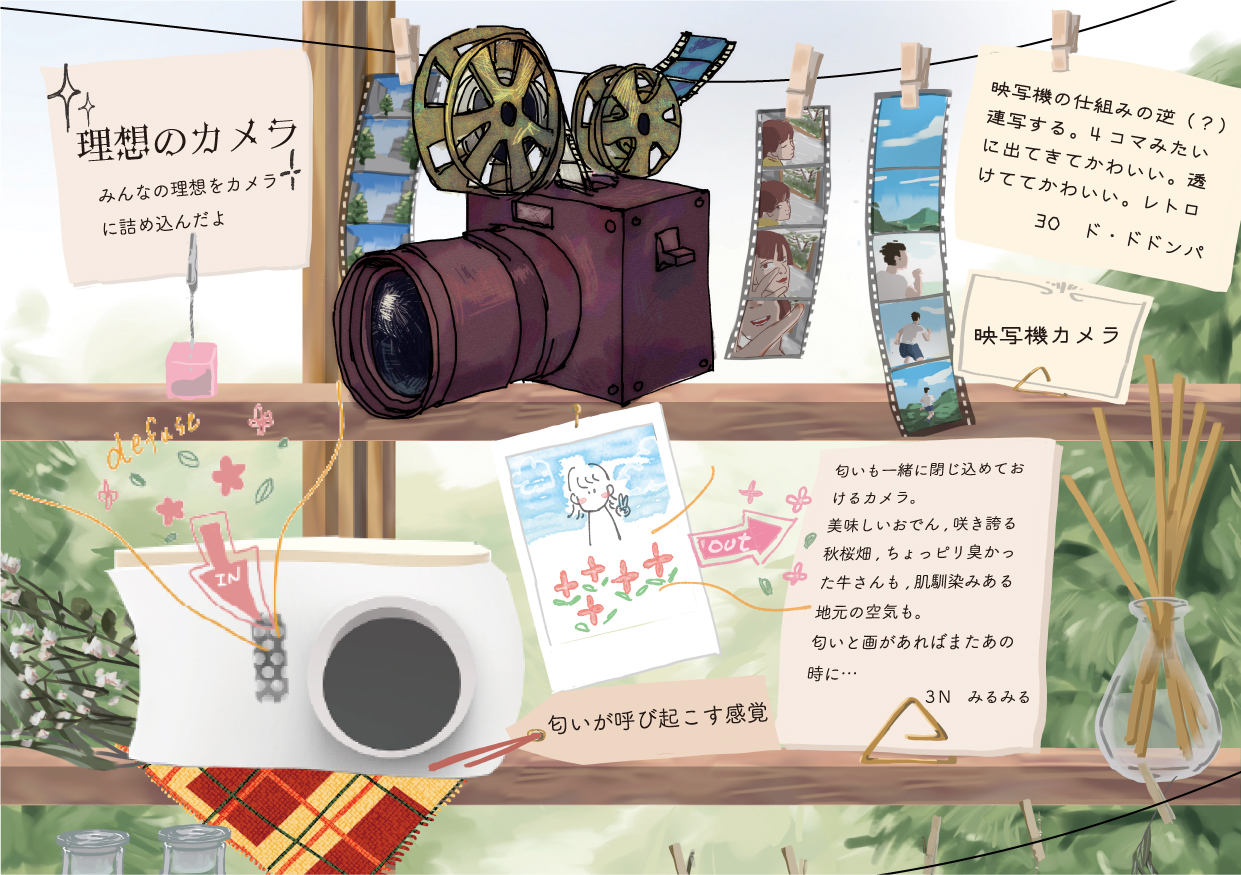 理想のカメラ
みんなの理想をカメラ
に詰め込んだよ
映写機の仕組みの逆（？）
連写する。4コマみたい
に出てきてかわいい。透
けててかわいい。レトロ
30　ド・ドドンパ
映写機カメラ
defust
IN
out
匂いも一緒に閉じ込めてお
けるカメラ。
美味しいおでん,咲き誇る
秋桜畑,ちょっピリ臭かっ
た牛さんも,肌馴染みある
地元の空気も。
匂いと画があればまたあの
時に…
3N　みるみる
匂いが呼び起こす感覚